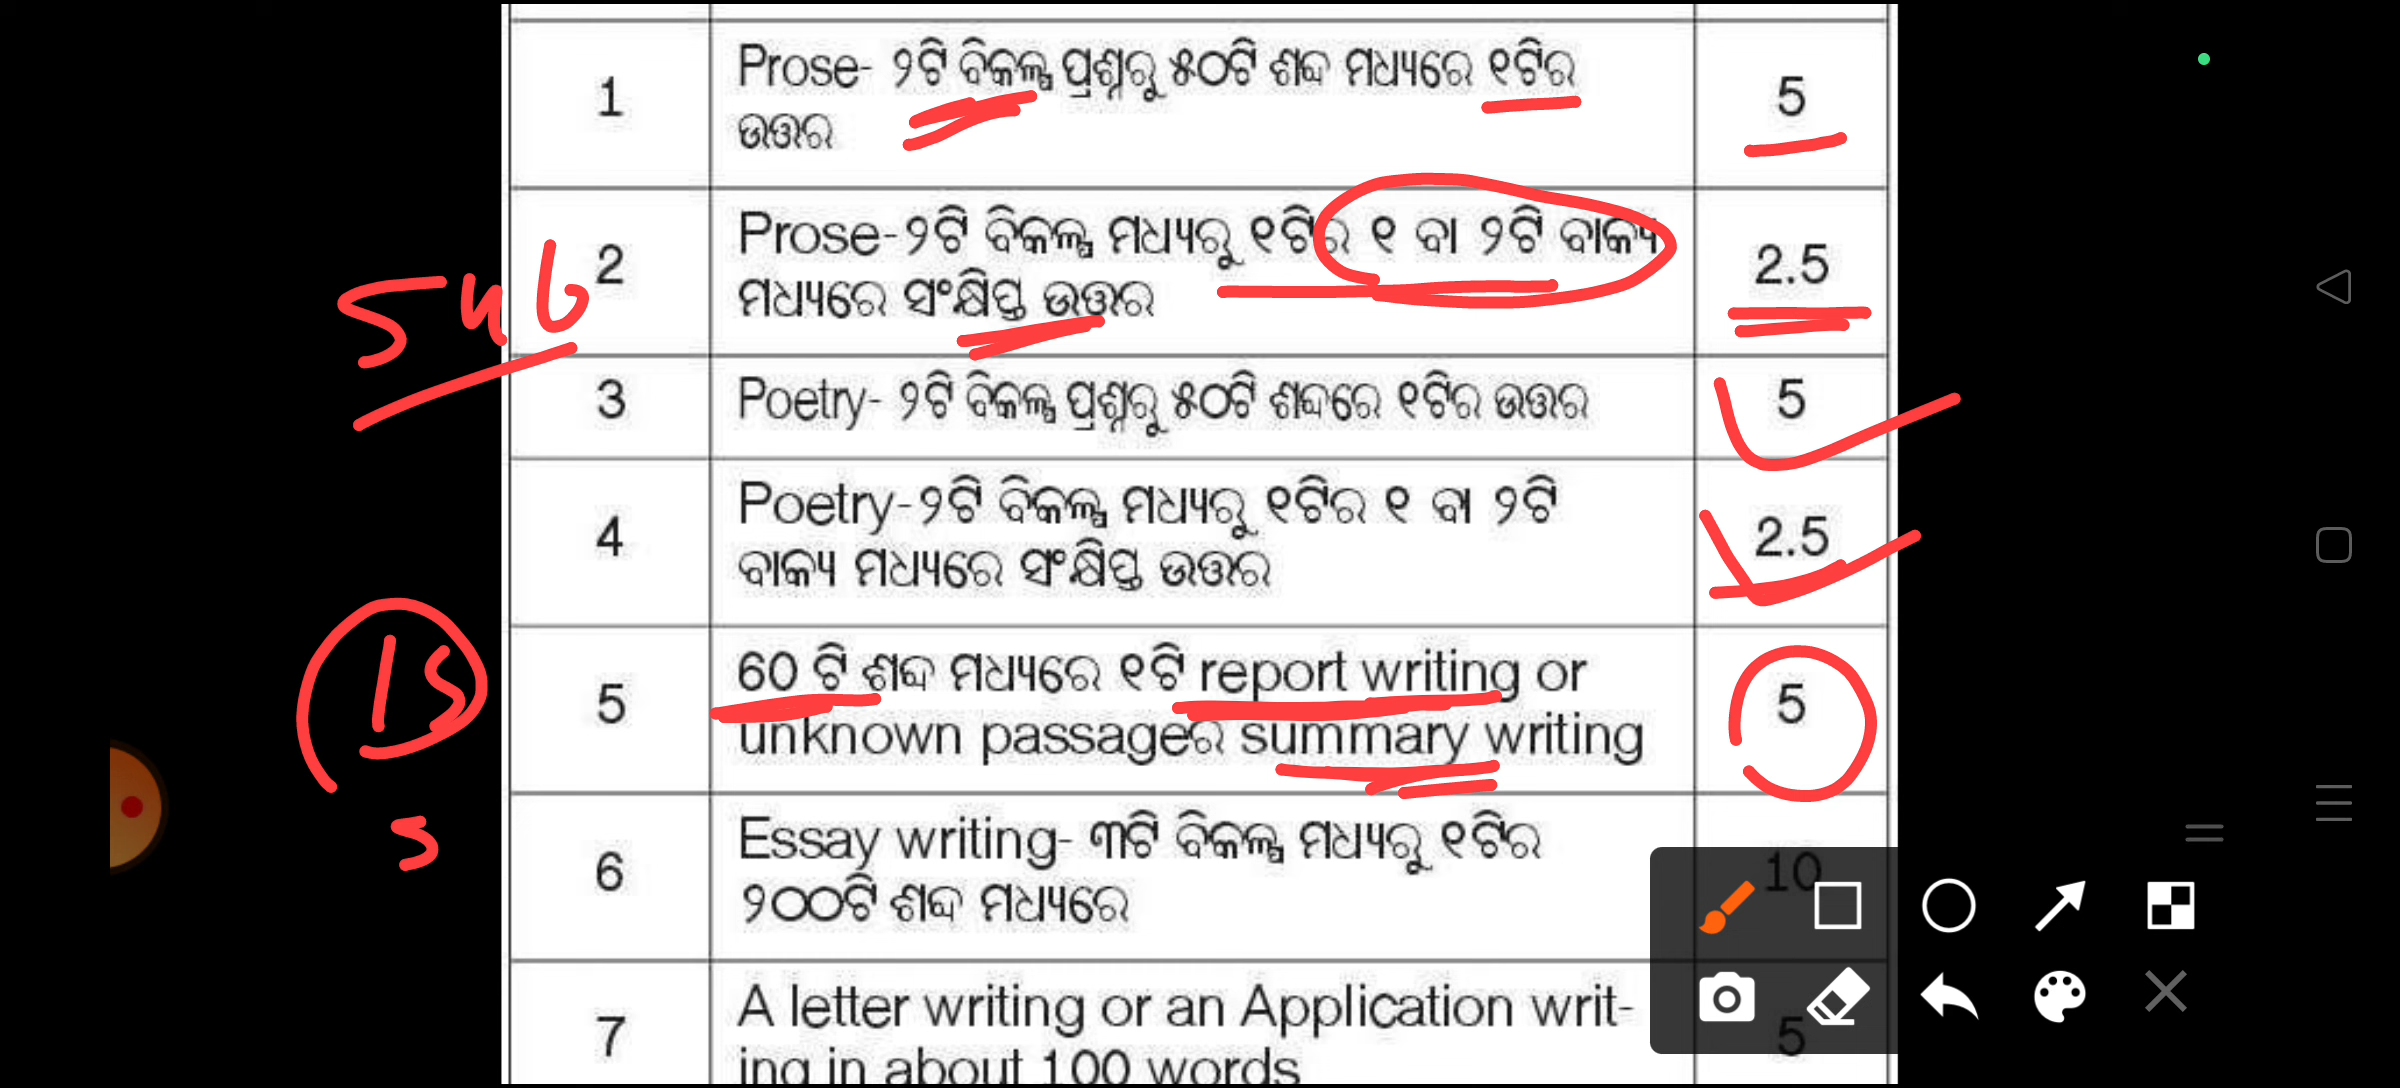 1
Prose- ୨ଟି ବିକଳ୍ପ ପ୍ରଶ୍ନରୁ ୫୦ଟି ଶବ୍ଦ ମଧ୍ୟରେ ୧ଟିର
ଉତ୍ତର
5
2
Prose-୨ଟି ବିକଳ୍ପ ମଧ୍ୟରୁ ୧ଟିର ୧ ବା ୨ଟି ବାକ୍ୟ
ମଧ୍ୟରେ ସଂକ୍ଷିପ୍ତ ଉତ୍ତର
2.5
sub
3
Poetry- ୨ଟି ବିକଳ୍ପ ପ୍ରଶ୍ନରୁ ୫୦ଟି ଶବ୍ଦରେ ୧ଟିର ଉତ୍ତର
5
4
Poetry-୨ଟି ବିକଳ୍ପ ମଧ୍ୟରୁ ୧ଟିର ୧ ବା ୨ଟି
ବାକ୍ୟ ମଧ୍ୟରେ ସଂକ୍ଷିପ୍ତ ଉତ୍ତର
2.5
15
5
60 ଟି ଶବ୍ଦ ମଧ୍ୟରେ ୧ଟି report writing or
unknown passageର summary writing
5
6
Essay writing- ୩ଟି ବିକଳ୍ପ ମଧ୍ୟରୁ ୧ଟିର
୨୦୦ଟି ଶବ୍ଦ ମଧ୍ୟରେ
10
7
A letter writing or an Application writ-
ing in about 100 words
5